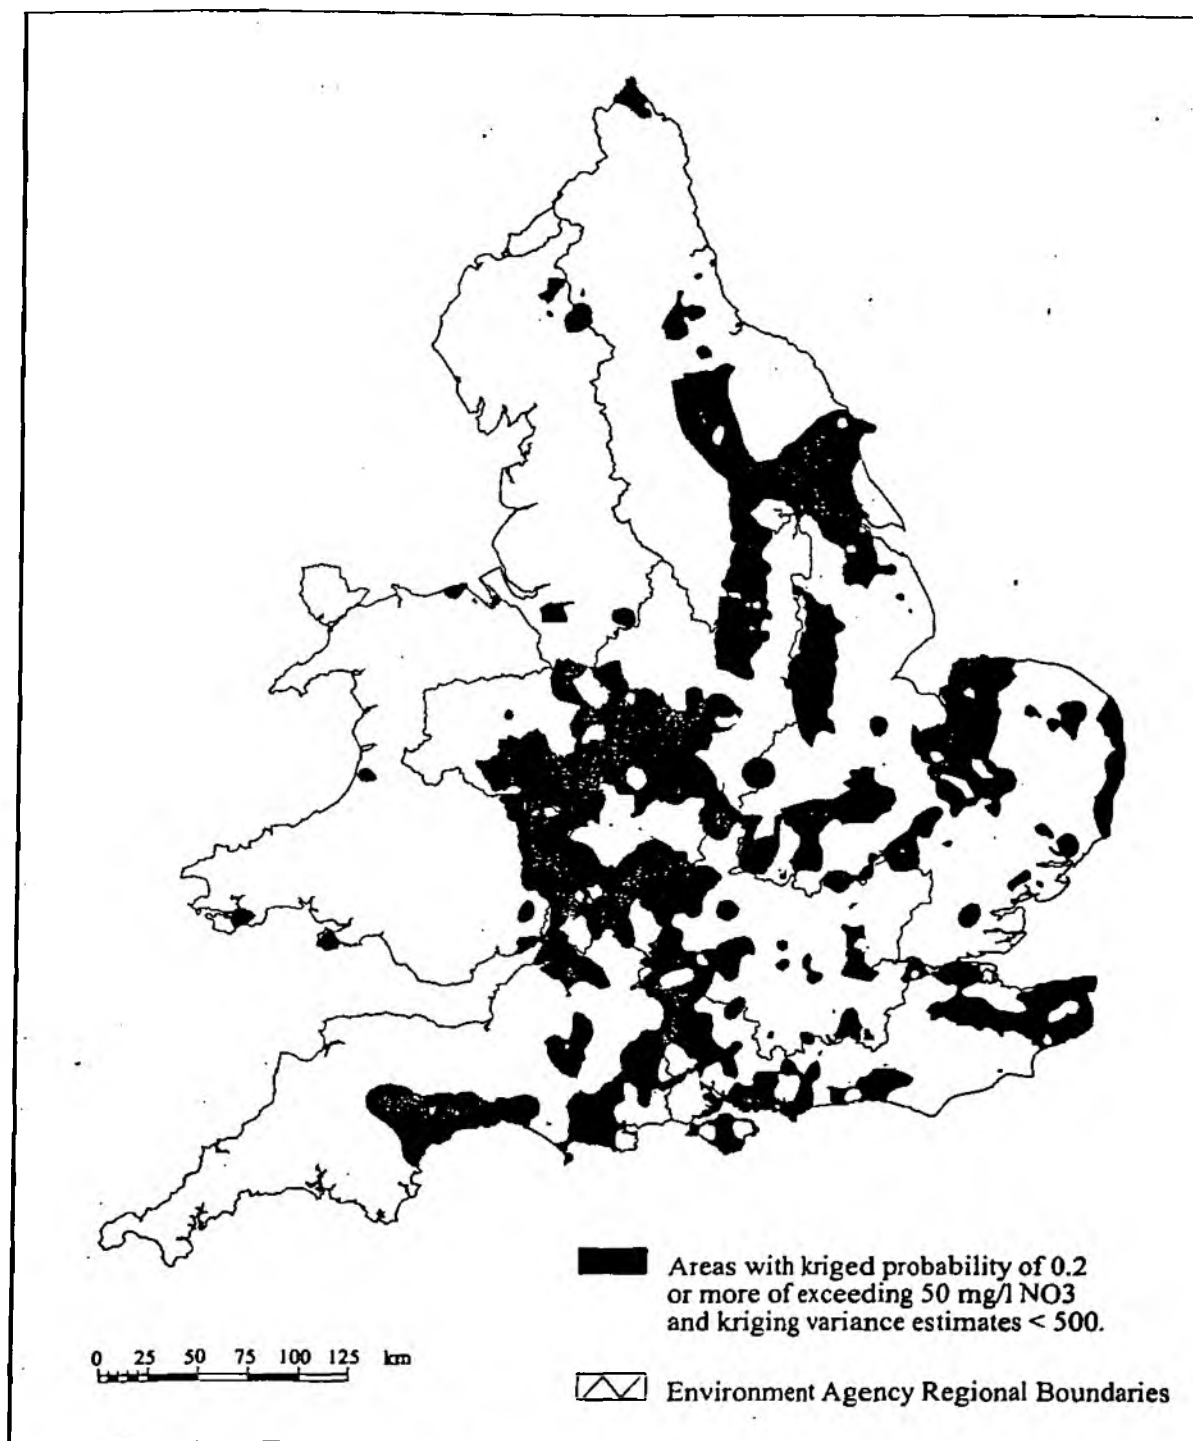 Areas with kriged probability of 0.2
or more of exceeding 50 mg/l NO3
and kriging variance estimates < 500.
0 25 50 75 100 125 km
Environment Agency Regional Boundaries